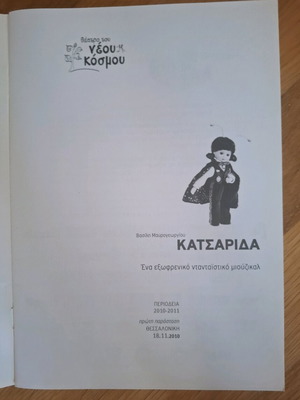 θέατρο του
νέου
κόσμου
Βασίλη Μαυρογεωργίου
ΚΑΤΣΑΡΙΔΑ
Ένα εξωφρενικό ντανταϊστικό μιούζικαλ
ΠΕΡΙΟΔΕΙΑ
2010-2011
πρώτη παράσταση
ΘΕΣΣΑΛΟΝΙΚΗ
18.11.2010